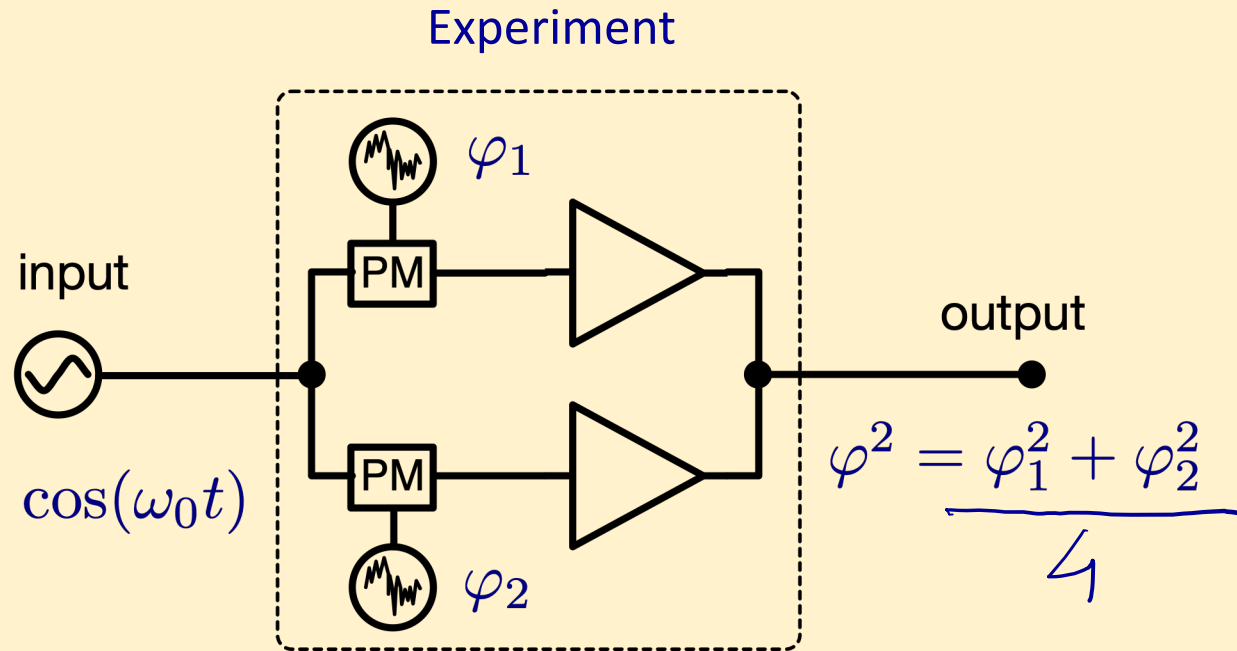 Experiment
φ₁
input
PM
output
PM
cos(ω₀t)
φ² = φ₁² + φ₂²
4
φ₂